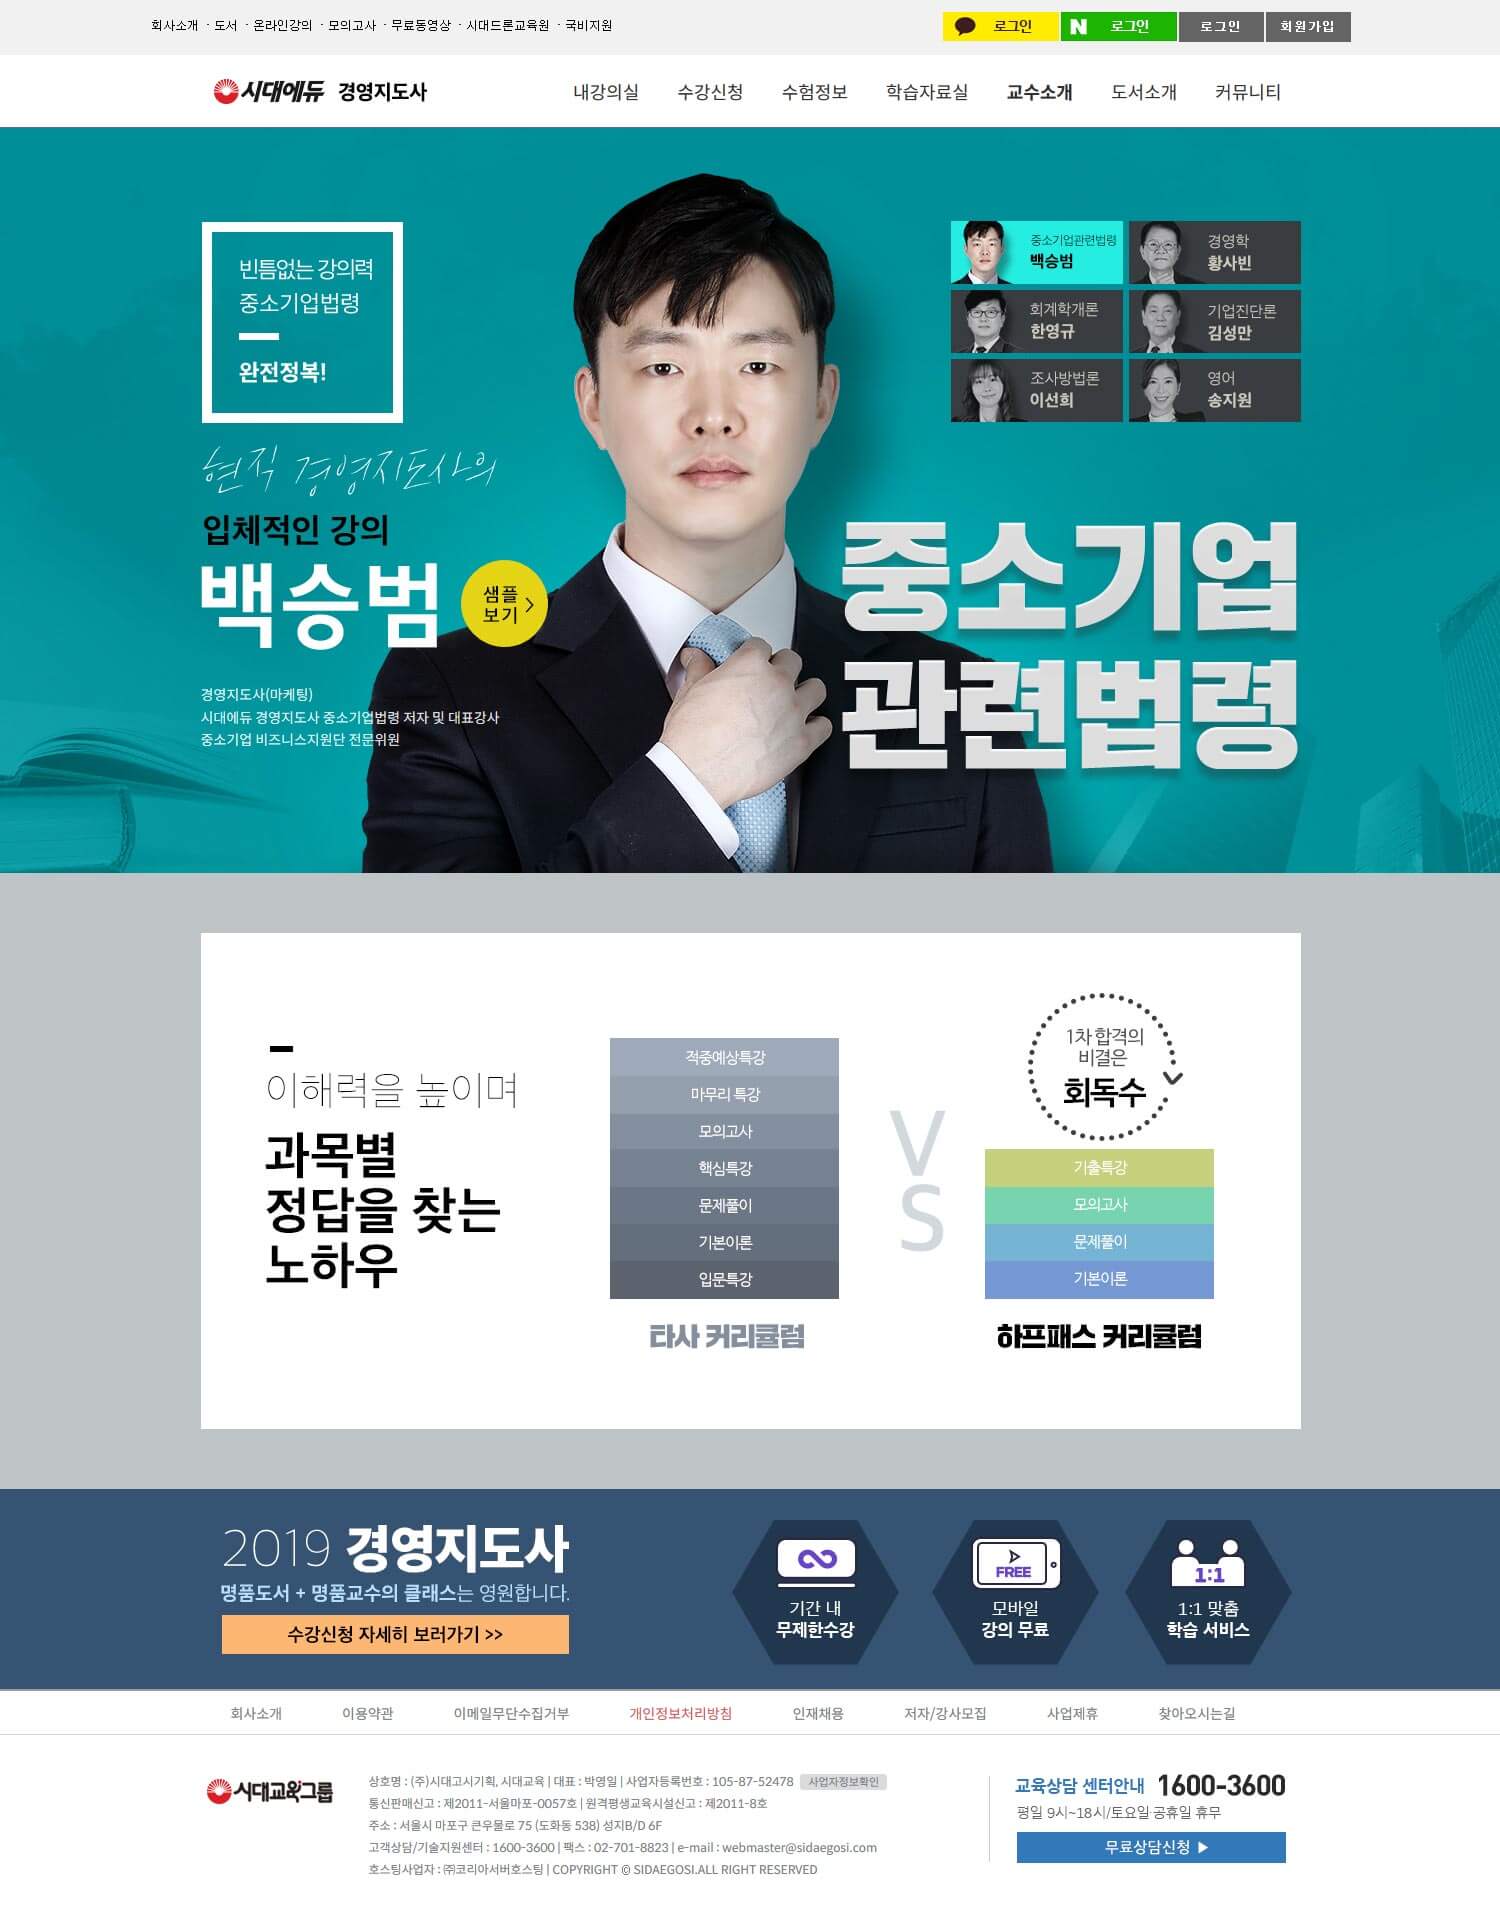 회사소개 · 도서 · 온라인강의 · 모의고사 · 무료동영상 · 시대드론교육원 · 국비지원
로그인
N 로그인
로그인
회원가입
시대에듀 경영지도사
내강의실 수강신청 수험정보 학습자료실 교수소개 도서소개 커뮤니티
빈틈없는 강의력
중소기업법령
완전정복!
현직 경영지도사의
입체적인 강의
백승범
샘플
보기
경영지도사(마케팅)
시대에듀 경영지도사 중소기업법령 저자 및 대표강사
중소기업 비즈니스지원단 전문위원
중소기업관련법령
백승범
경영학
황사빈
회계학개론
한영규
기업진단론
김성만
조사방법론
이선희
영어
송지원
중소기업
관련법령
이해력을 높이며
과목별
정답을 찾는
노하우
적중예상특강
마무리 특강
모의고사
핵심특강
문제풀이
기본이론
입문특강
타사 커리큘럼
VS
1차 합격의
비결은
회독수
기출특강
모의고사
문제풀이
기본이론
하프패스 커리큘럼
2019 경영지도사
명품도서 + 명품교수의 클래스는 영원합니다.
수강신청 자세히 보러가기 >>
기간 내
무제한수강
FREE
모바일
강의 무료
1:1
1:1 맞춤
학습 서비스
회사소개 이용약관 이메일무단수집거부 개인정보처리방침 인재채용 저자/강사모집 사업제휴 찾아오시는길
시대교육그룹
상호명 : (주)시대고시기획, 시대교육 | 대표 : 박영일 | 사업자등록번호 : 105-87-52478 사업자정보확인
통신판매신고 : 제2011-서울마포-0057호 | 원격평생교육시설신고 : 제2011-8호
주소 : 서울시 마포구 큰우물로 75 (도화동 538) 성지B/D 6F
고객상담/기술지원센터 : 1600-3600 | 팩스 : 02-701-8823 | e-mail : webmaster@sidaegosi.com
호스팅사업자 : ㈜코리아서버호스팅 | COPYRIGHT © SIDAEGOSI.ALL RIGHT RESERVED
교육상담 센터안내 1600-3600
평일 9시~18시/토요일·공휴일 휴무
무료상담신청 ▶